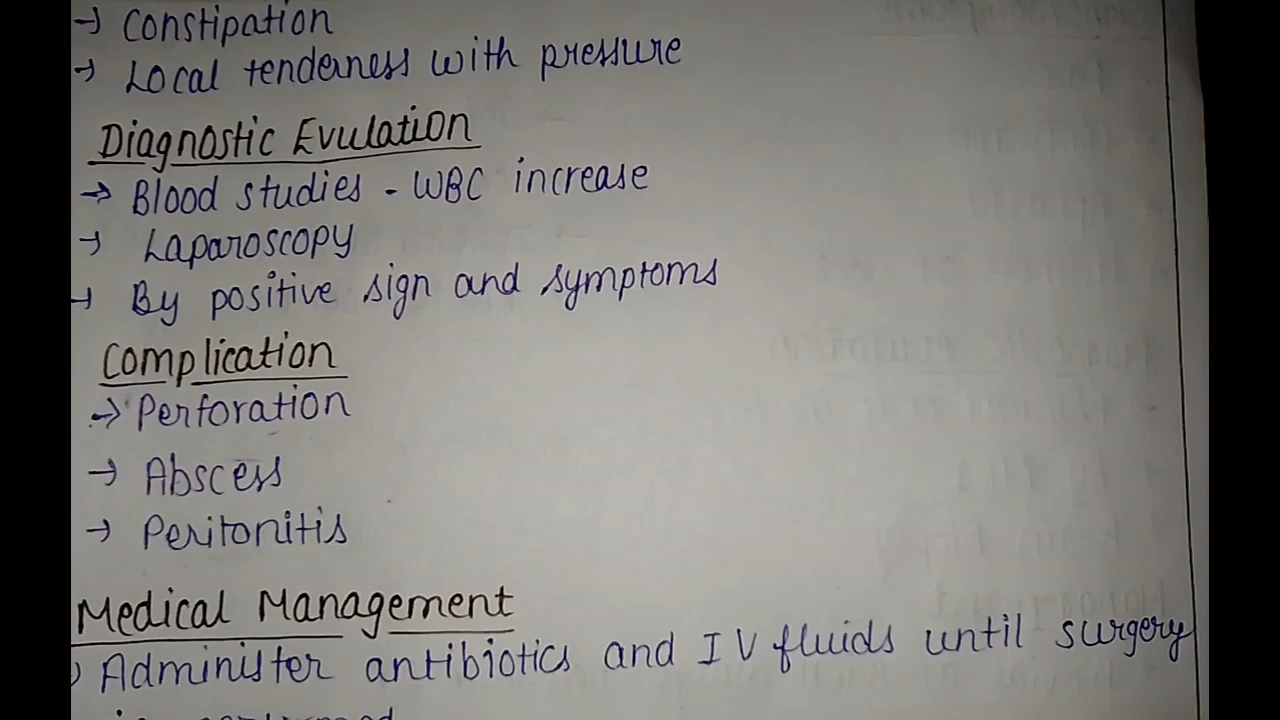 → Constipation
→ Local tenderness with pressure
Diagnostic Evulation
→ Blood studies - WBC increase
→ Laparoscopy
→ By positive sign and symptoms
Complication
→ Perforation
→ Abscess
→ Peritonitis
Medical Management
Administer antibiotics and IV fluids until surgery